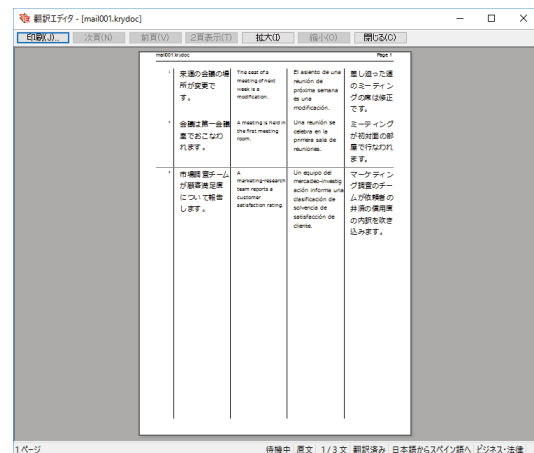 翻訳エディタ - [mail001.krydoc]
印刷(J)... 次頁(N) 前頁(V) 2頁表示(T) 拡大(I) 縮小(O) 閉じる(C)
mail001.krydoc Page 1
来週の会議の場
所が変更で
す。
The seat of a
meeting of next
week is a
modification.
El asiento de una
reunión de
próxima semana
es una
modificación.
差し迫った週
のミーティン
グの席は修正
です。
会議は第一会議
室でおこなわ
れます。
A meeting is held in
the first meeting
room.
Una reunión se
celebra en la
primera sala de
reuniones.
ミーティング
が初対面の部
屋で行なわれ
ます。
市場調査チーム
が顧客満足度
について報告
します。
A
marketing-research
team reports a
customer
satisfaction rating.
Un equipo del
mercadeo-investig
ación informa una
clasificación de
solvencia de
satisfacción de
cliente.
マーケティン
グ調査のチー
ムが依頼者の
弁済の信用度
の内訳を吹き
込みます。
1ページ 待機中 原文 1/3文 翻訳済み 日本語からスペイン語へ ビジネス・法律